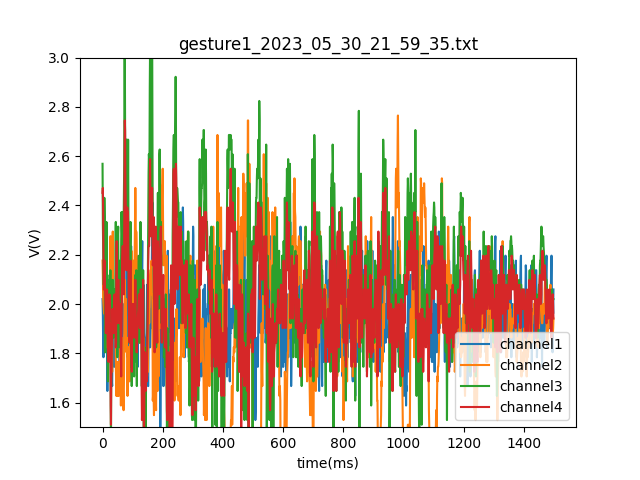 gesture1_2023_05_30_21_59_35.txt
3.0
2.8
2.6
2.4
2.2
2.0
1.8
1.6
V(V)
channel1
channel2
channel3
channel4
0 200 400 600 800 1000 1200 1400
time(ms)